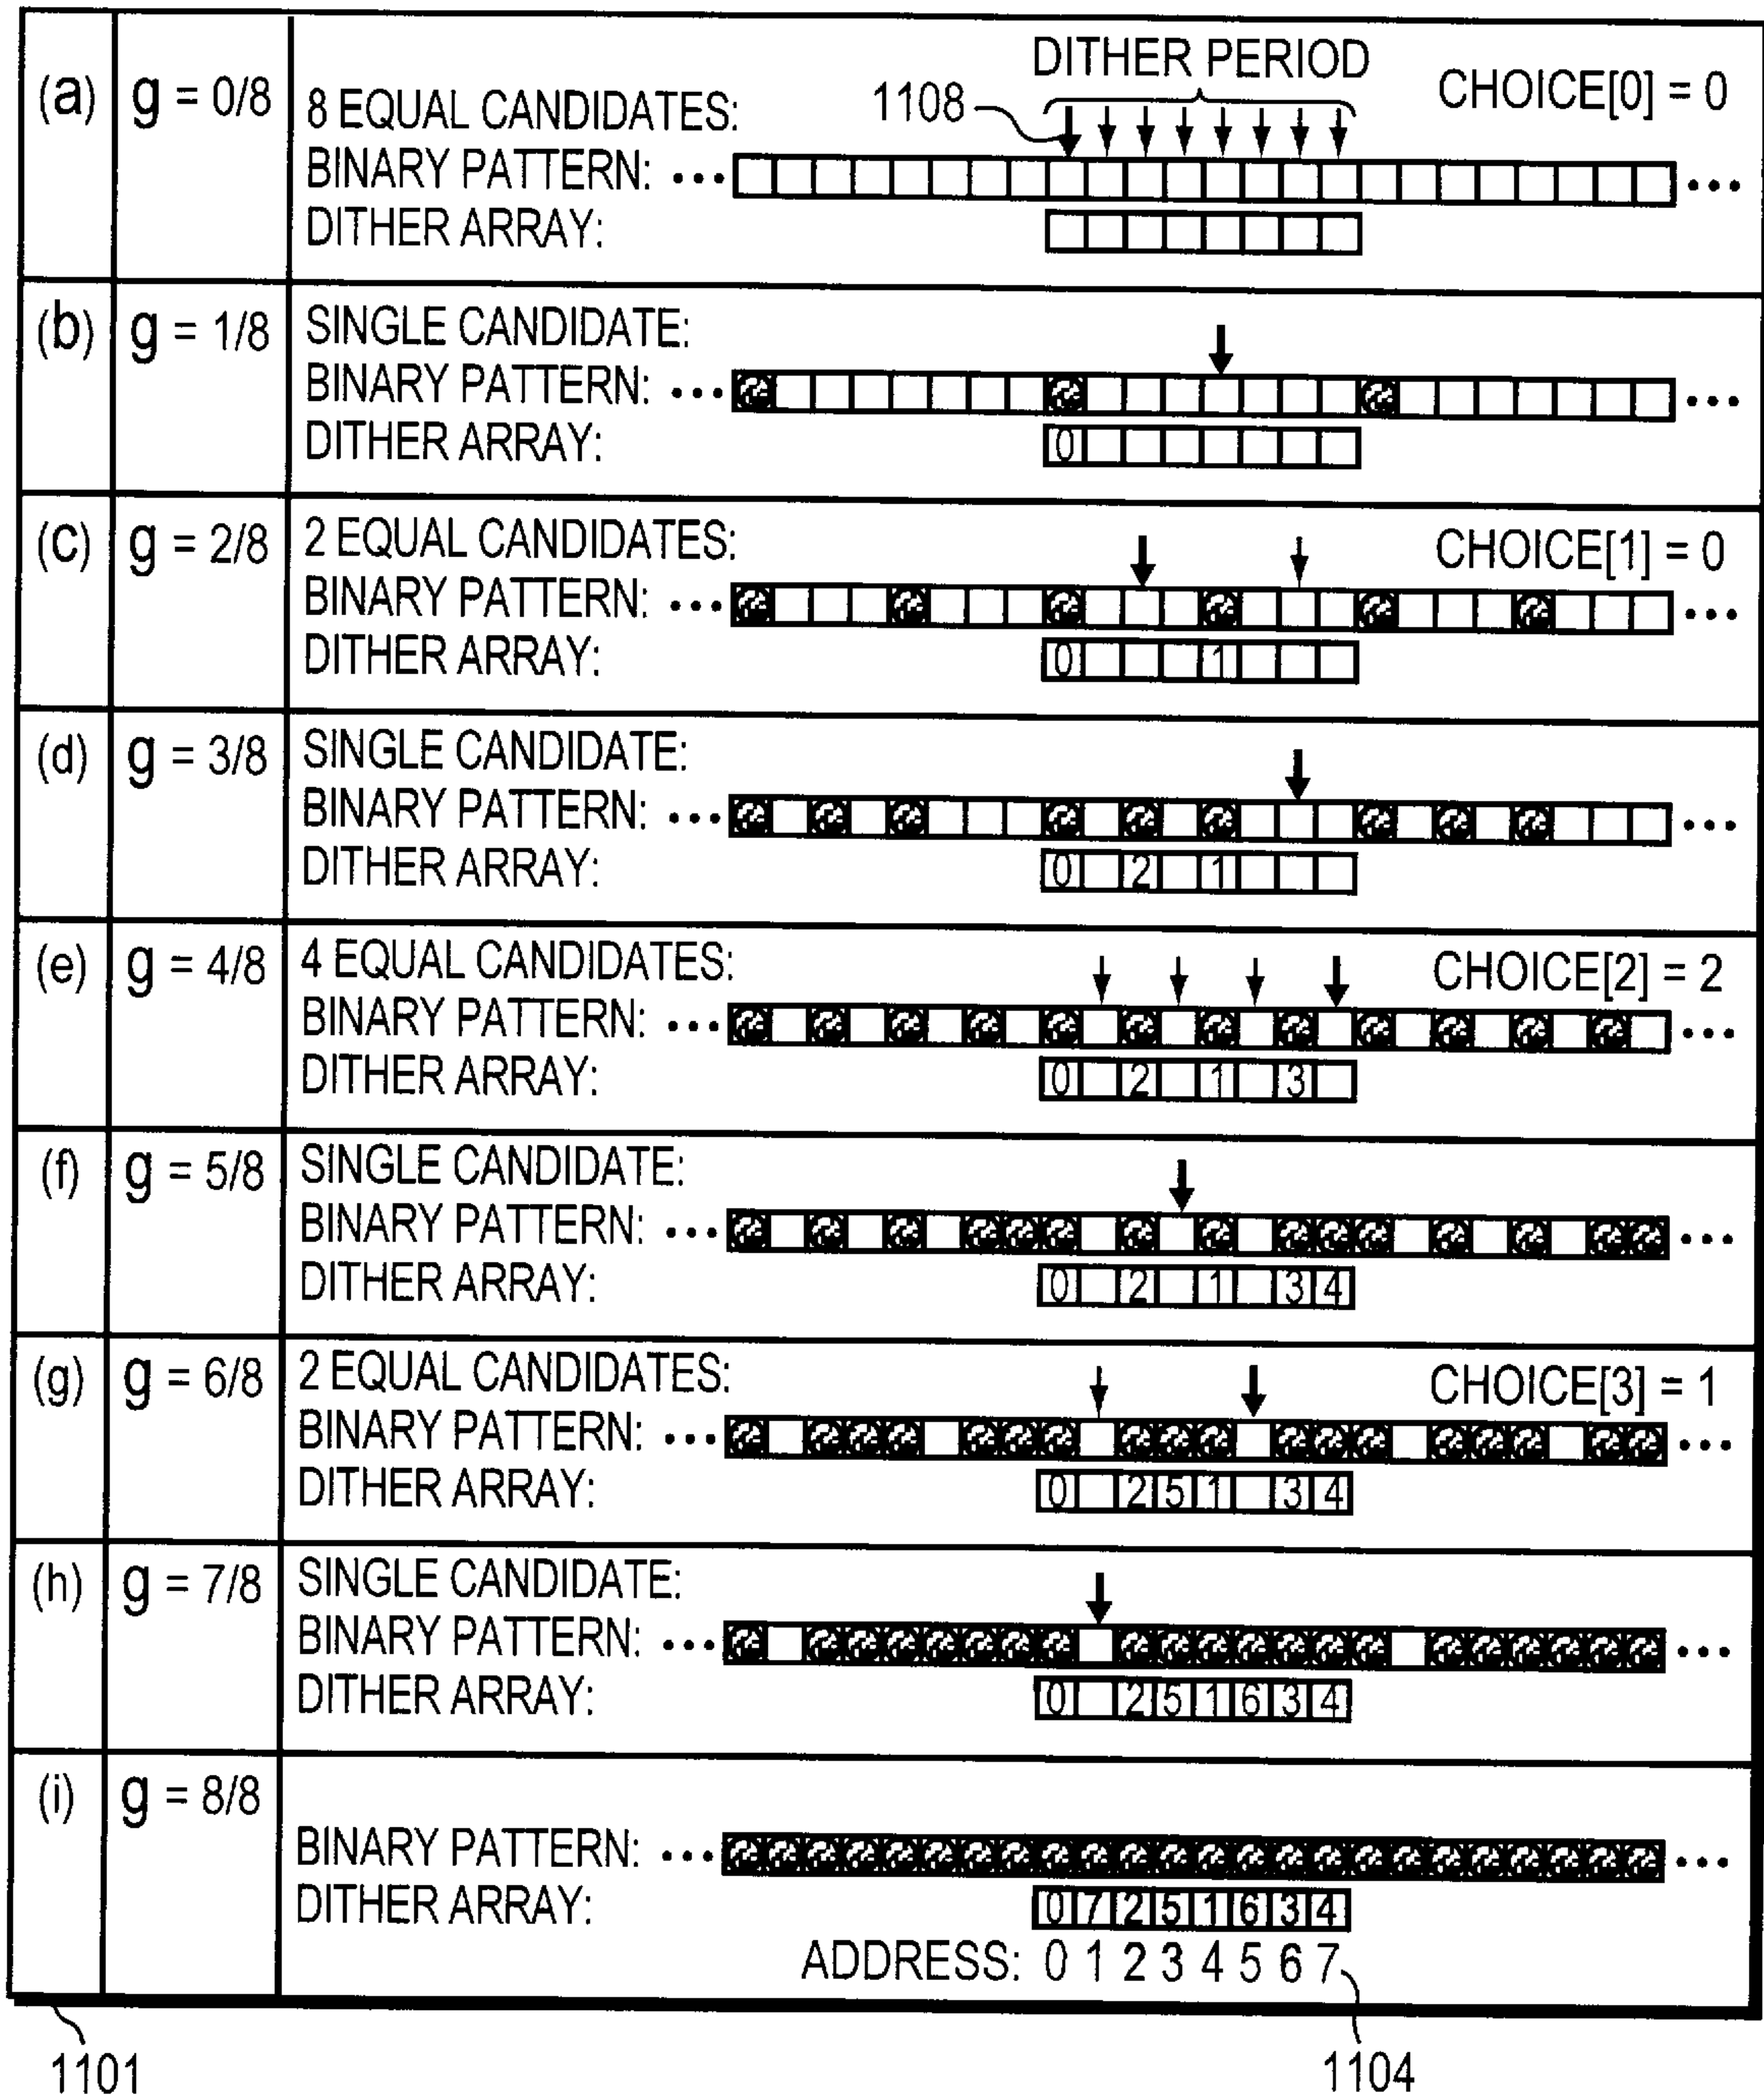 DITHER PERIOD
(a) g = 0/8 8 EQUAL CANDIDATES: 1108 CHOICE[0] = 0
BINARY PATTERN: ••• •••
DITHER ARRAY:
(b) g = 1/8 SINGLE CANDIDATE:
BINARY PATTERN: ••• •••
DITHER ARRAY: 0
(c) g = 2/8 2 EQUAL CANDIDATES: CHOICE[1] = 0
BINARY PATTERN: ••• •••
DITHER ARRAY: 0 1
(d) g = 3/8 SINGLE CANDIDATE:
BINARY PATTERN: ••• •••
DITHER ARRAY: 0 2 1
(e) g = 4/8 4 EQUAL CANDIDATES: CHOICE[2] = 2
BINARY PATTERN: ••• •••
DITHER ARRAY: 0 2 1 3
(f) g = 5/8 SINGLE CANDIDATE:
BINARY PATTERN: ••• •••
DITHER ARRAY: 0 2 1 3 4
(g) g = 6/8 2 EQUAL CANDIDATES: CHOICE[3] = 1
BINARY PATTERN: ••• •••
DITHER ARRAY: 0 2 5 1 3 4
(h) g = 7/8 SINGLE CANDIDATE:
BINARY PATTERN: ••• •••
DITHER ARRAY: 0 2 5 1 6 3 4
(i) g = 8/8
BINARY PATTERN: ••• •••
DITHER ARRAY: 0 7 2 5 1 6 3 4
ADDRESS: 0 1 2 3 4 5 6 7
1101 1104